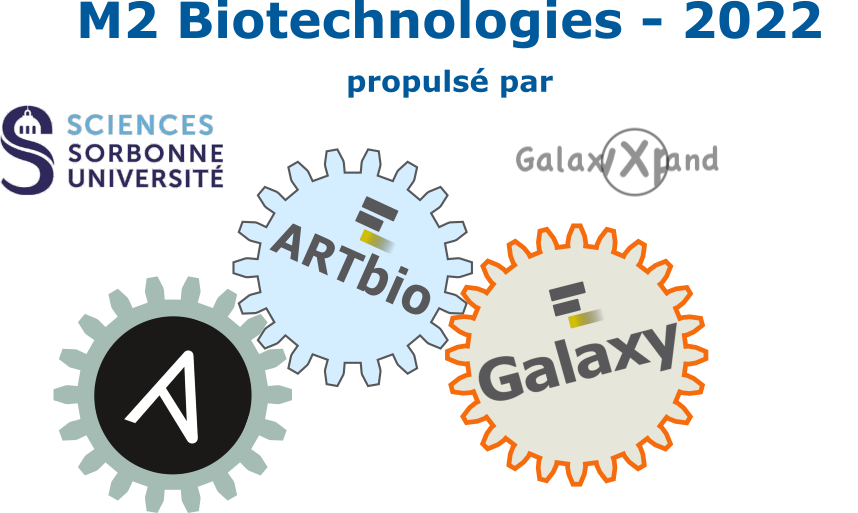 M2 Biotechnologies - 2022
propulsé par
SCIENCES
SORBONNE
UNIVERSITÉ
GalaxyXpand
ARTbio
Galaxy